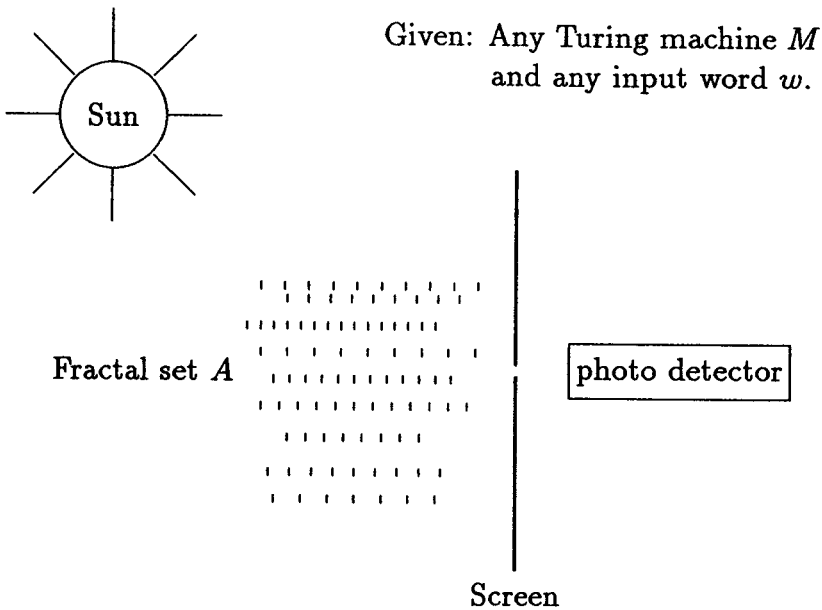 Given: Any Turing machine M
and any input word w.
Sun
Fractal set A
photo detector
Screen